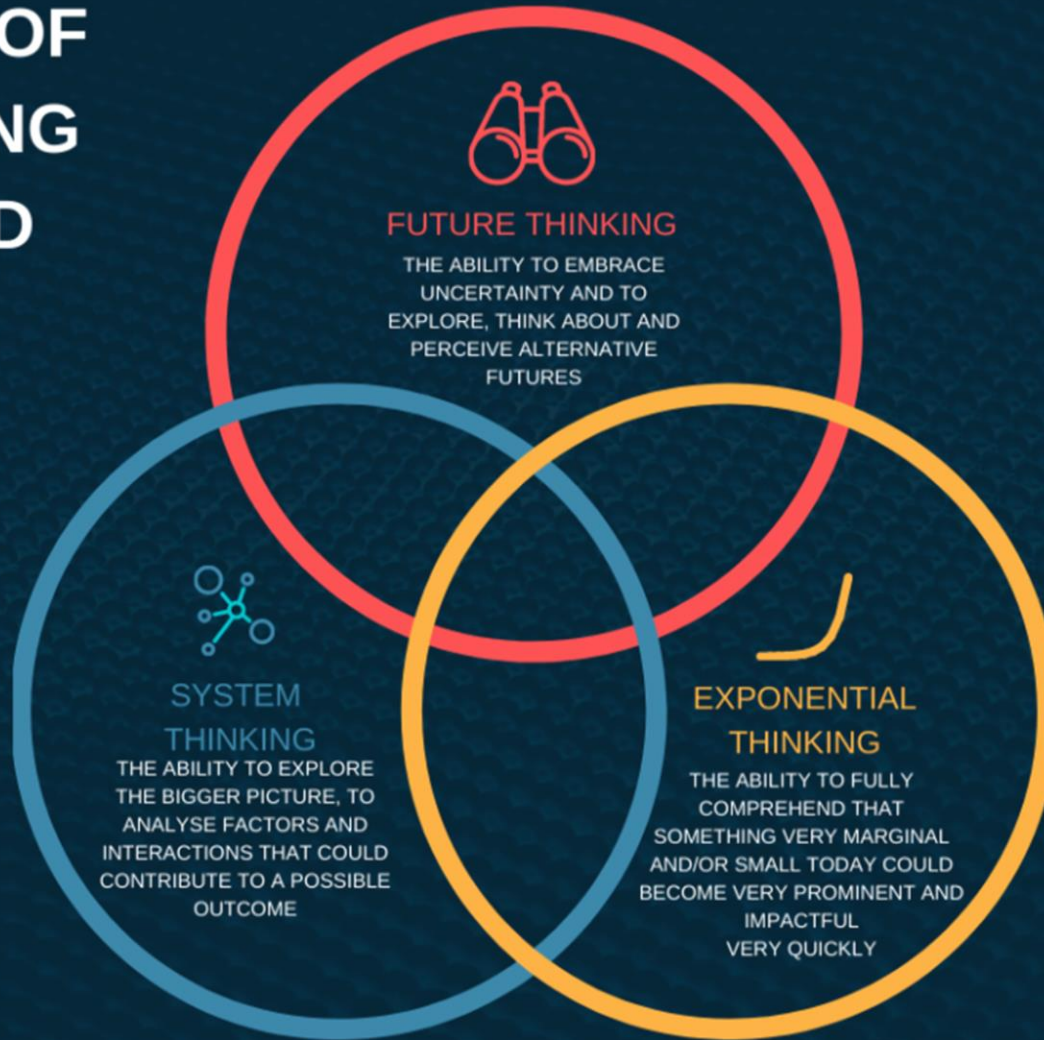 OF
NG
D
FUTURE THINKING
THE ABILITY TO EMBRACE
UNCERTAINTY AND TO
EXPLORE, THINK ABOUT AND
PERCEIVE ALTERNATIVE
FUTURES
SYSTEM
THINKING
THE ABILITY TO EXPLORE
THE BIGGER PICTURE, TO
ANALYSE FACTORS AND
INTERACTIONS THAT COULD
CONTRIBUTE TO A POSSIBLE
OUTCOME
EXPONENTIAL
THINKING
THE ABILITY TO FULLY
COMPREHEND THAT
SOMETHING VERY MARGINAL
AND/OR SMALL TODAY COULD
BECOME VERY PROMINENT AND
IMPACTFUL
VERY QUICKLY